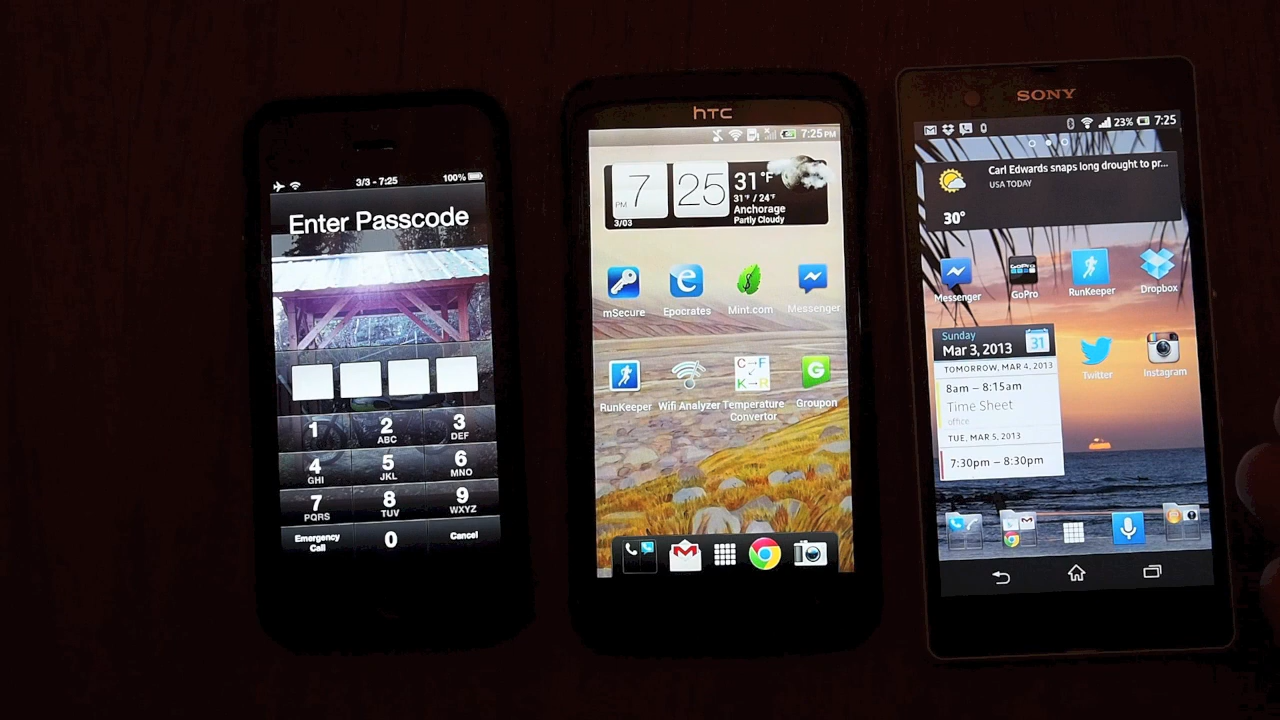 3/3 - 7:25
100%
Enter Passcode
1
2
ABC
3
DEF
4
GHI
5
JKL
6
MNO
7
PQRS
8
TUV
9
WXYZ
Emergency
Call
0
Cancel
hTC
7:25 PM
7
25
PM
3/03
31°F
31°F / 24°F
Anchorage
Partly Cloudy
mSecure
Epocrates
Mint.com
Messenger
RunKeeper
Wifi Analyzer
Temperature
Convertor
Groupon
C→F
K→R
SONY
23%
7:25
Carl Edwards snaps long drought to pr...
USA TODAY
30°
Messenger
GoPro
RunKeeper
Dropbox
Sunday
Mar 3, 2013
31
TOMORROW, MAR 4, 2013
8am – 8:15am
Time Sheet
office
TUE, MAR 5, 2013
7:30pm – 8:30pm
Twitter
Instagram